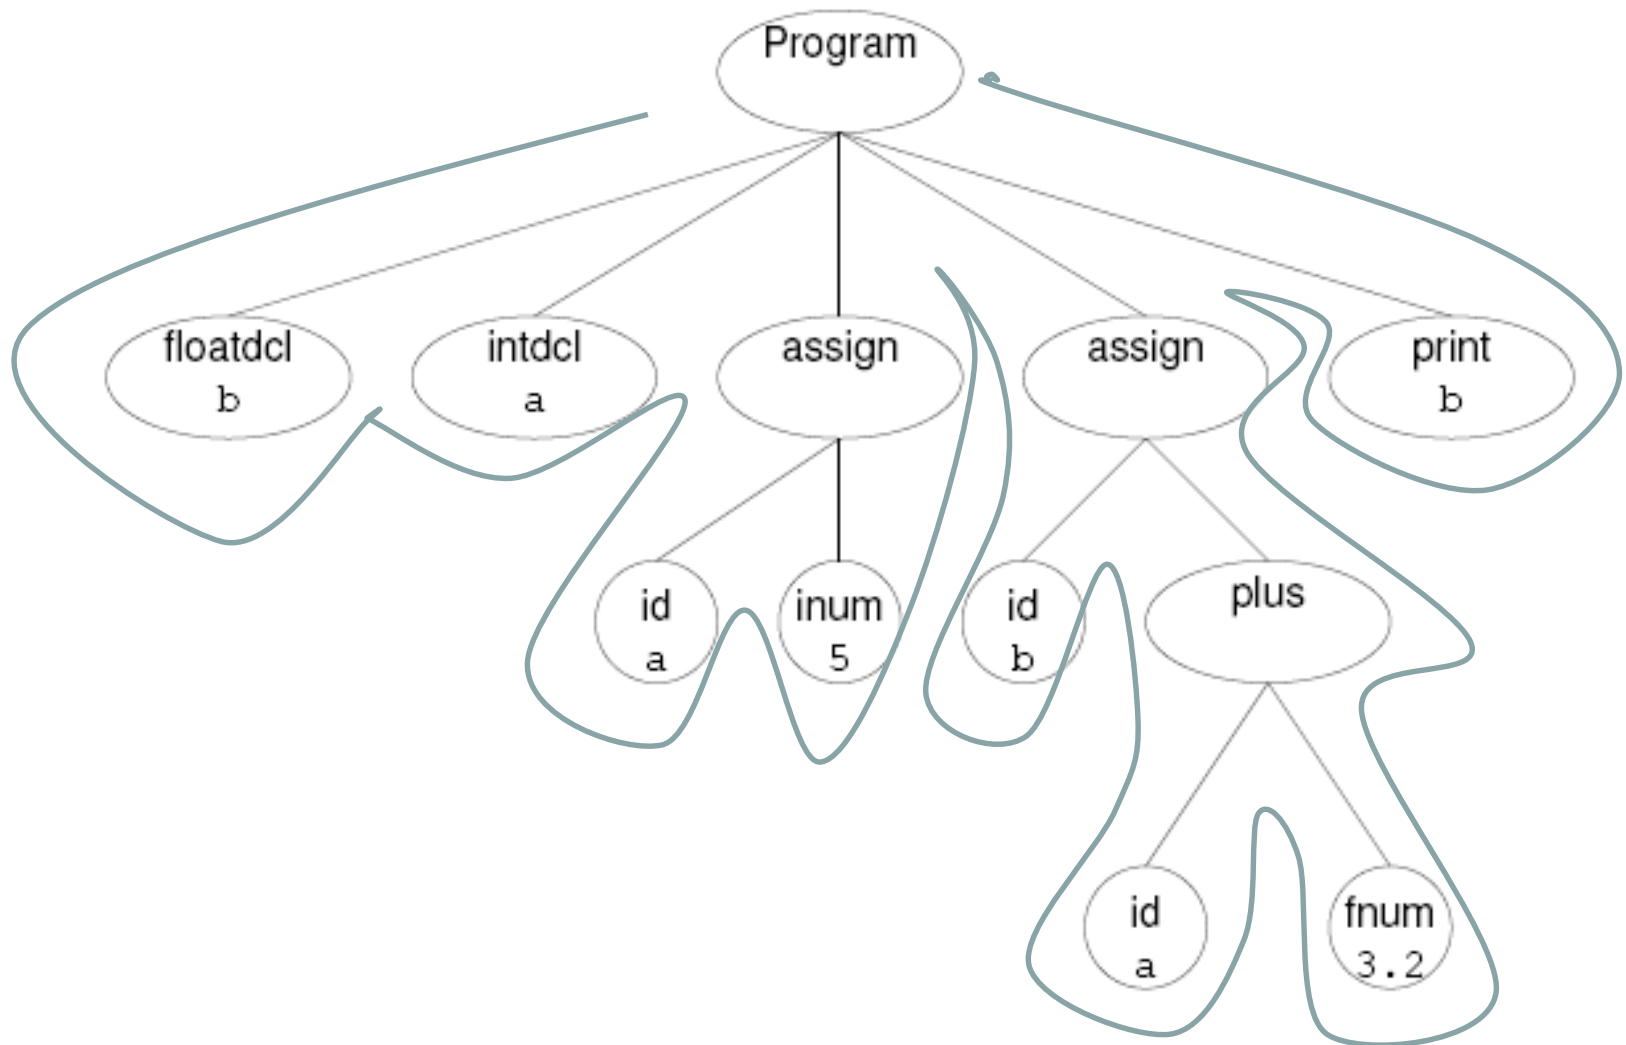 Program
floatdcl
b
intdcl
a
assign
assign
print
b
id
a
inum
5
id
b
plus
id
a
fnum
3.2